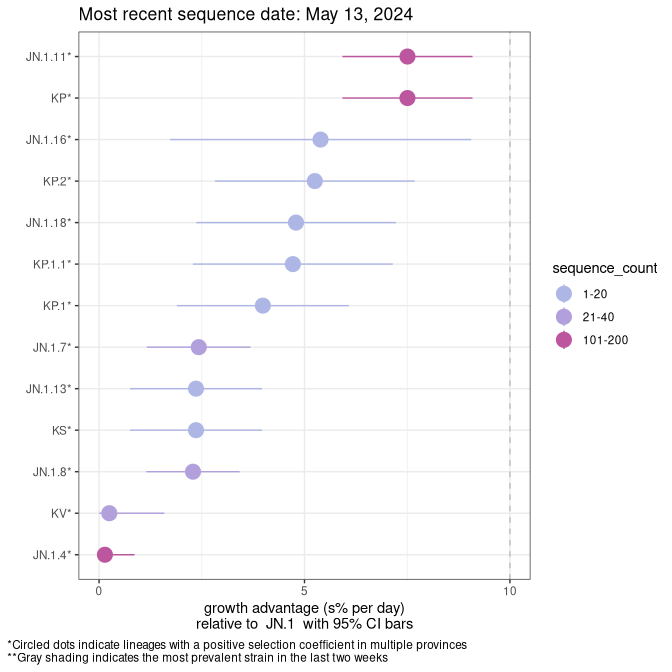 Most recent sequence date: May 13, 2024
JN.1.11*
KP*
JN.1.16*
KP.2*
JN.1.18*
KP.1.1*
KP.1*
JN.1.7*
JN.1.13*
KS*
JN.1.8*
KV*
JN.1.4*
0 5 10
growth advantage (s% per day)
relative to JN.1 with 95% CI bars
sequence_count
1-20
21-40
101-200
*Circled dots indicate lineages with a positive selection coefficient in multiple provinces
**Gray shading indicates the most prevalent strain in the last two weeks